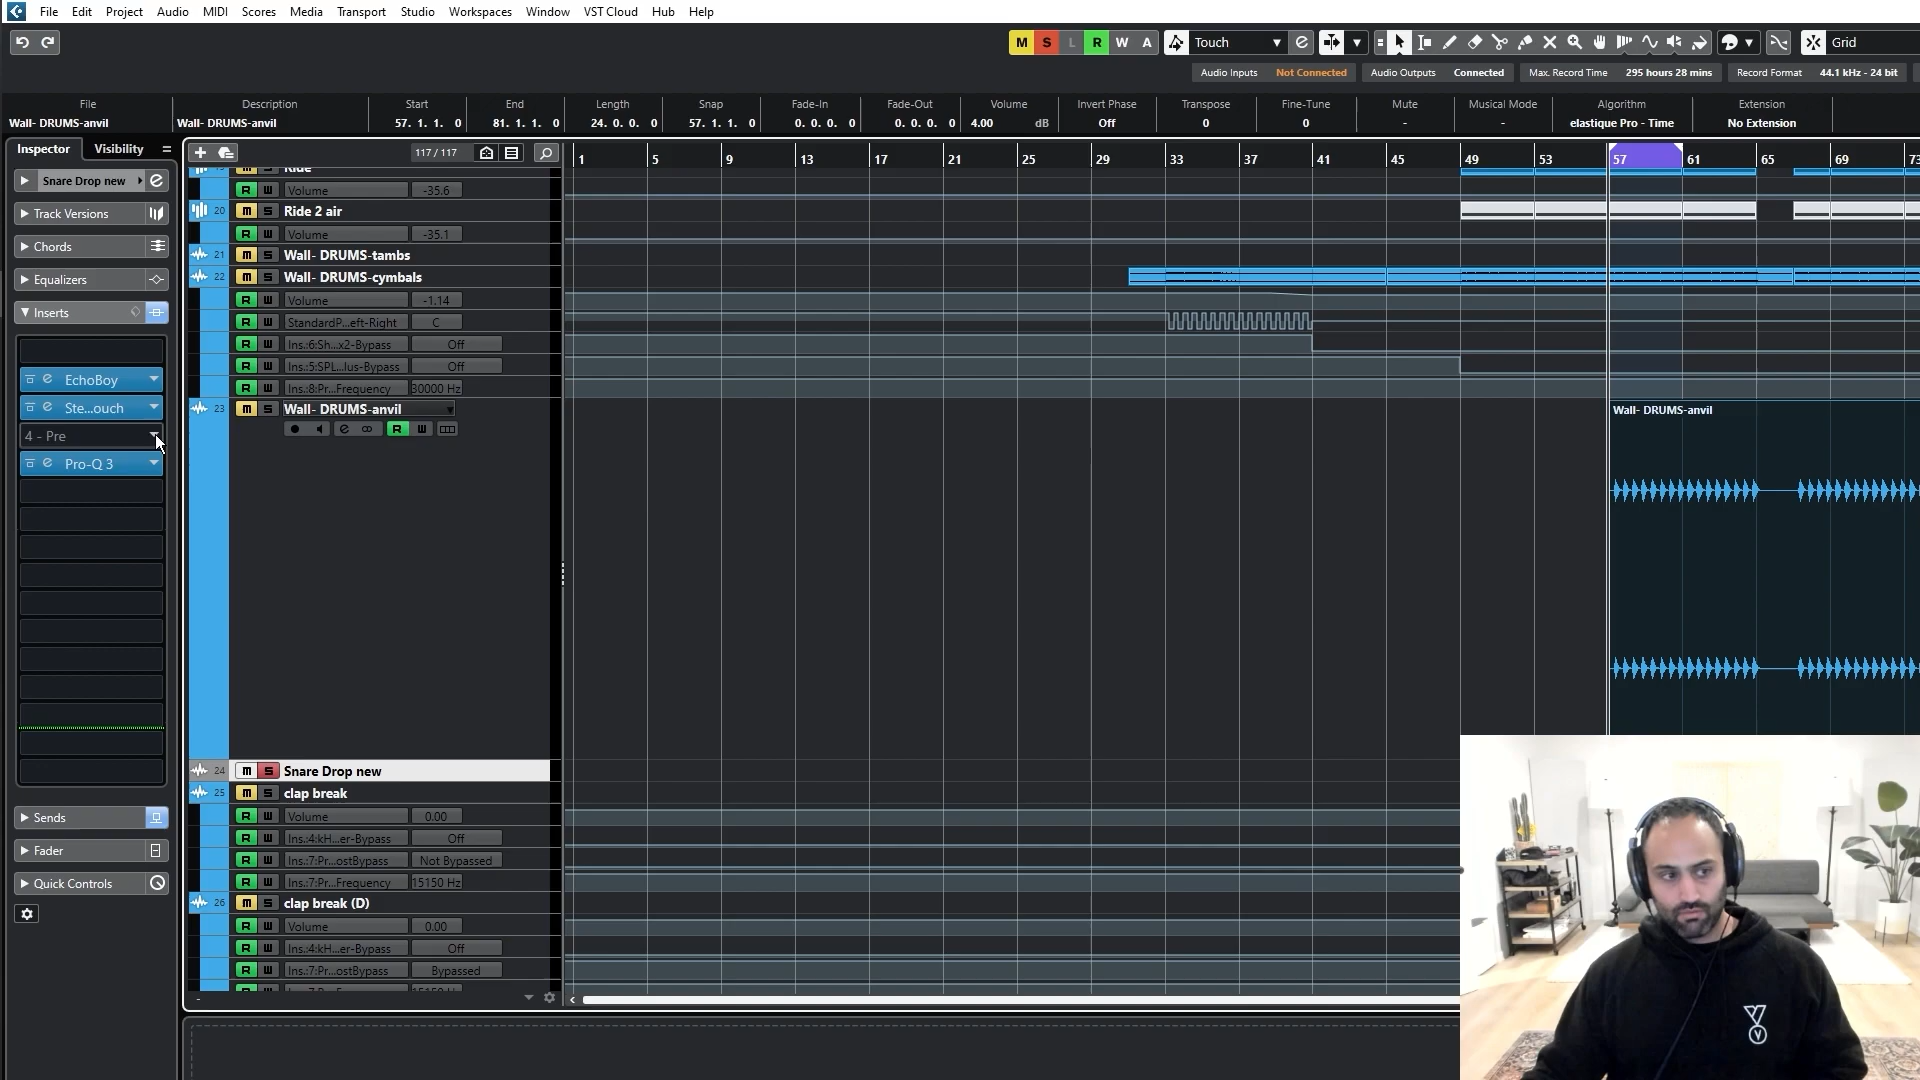 File Edit Project Audio MIDI Scores Media Transport Studio Workspaces Window VST Cloud Hub Help
M S L R W A Touch Grid
Audio Inputs Not Connected Audio Outputs Connected Max. Record Time 295 hours 28 mins Record Format 44.1 kHz - 24 bit
File Description Start End Length Snap Fade-In Fade-Out Volume Invert Phase Transpose Fine-Tune Mute Musical Mode Algorithm Extension
Wall- DRUMS-anvil Wall- DRUMS-anvil 57. 1. 1. 0 81. 1. 1. 0 24. 0. 0. 0 57. 1. 1. 0 0. 0. 0. 0 0. 0. 0. 0 4.00 dB Off 0 0 - - elastique Pro - Time No Extension
Inspector Visibility
117 / 117
1 5 9 13 17 21 25 29 33 37 41 45 49 53 57 61 65 69 73
Snare Drop new
Track Versions
Chords
Equalizers
Inserts
EchoBoy
Ste...ouch
4 - Pre
Pro-Q 3
Sends
Fader
Quick Controls
Ride
R W Volume -35.6
20 m S Ride 2 air
R W Volume -35.1
21 m S Wall- DRUMS-tambs
22 m S Wall- DRUMS-cymbals
R W Volume -1.14
R W StandardP...eft-Right C
R W Ins.:6:Sh...x2-Bypass Off
R W Ins.:5:SPL...lus-Bypass Off
R W Ins.:8:Pr...Frequency 30000 Hz
23 m S Wall- DRUMS-anvil
R W
Wall- DRUMS-anvil
24 m S Snare Drop new
25 m S clap break
R W Volume 0.00
R W Ins.:4:kH...er-Bypass Off
R W Ins.:7:Pr...ostBypass Not Bypassed
R W Ins.:7:Pr...Frequency 15150 Hz
26 m S clap break (D)
R W Volume 0.00
R W Ins.:4:kH...er-Bypass Off
R W Ins.:7:Pr...ostBypass Bypassed